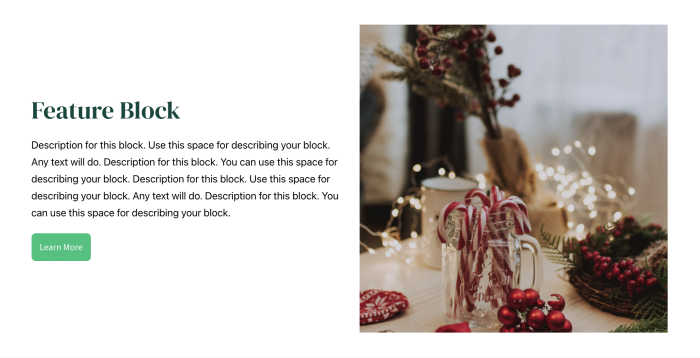 Feature Block
Description for this block. Use this space for describing your block.
Any text will do. Description for this block. You can use this space for
describing your block. Description for this block. Use this space for
describing your block. Any text will do. Description for this block. You
can use this space for describing your block.
Learn More